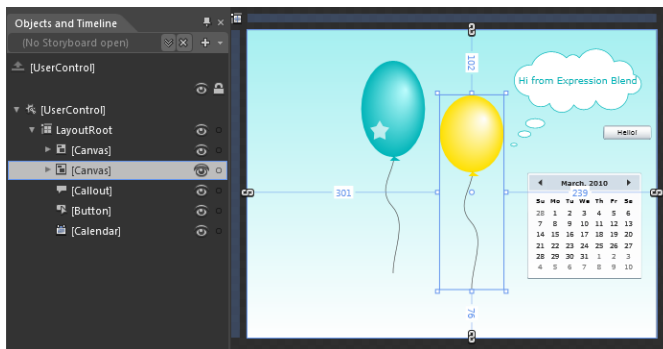 Objects and Timeline
(No Storyboard open)
[UserControl]
[UserControl]
LayoutRoot
[Canvas]
[Canvas]
[Callout]
[Button]
[Calendar]
102
Hi from Expression Blend
Hello!
301
239
76
March, 2010
Su Mo Tu We Th Fr Sa
28 1 2 3 4 5 6
7 8 9 10 11 12 13
14 15 16 17 18 19 20
21 22 23 24 25 26 27
28 29 30 31 1 2 3
4 5 6 7 8 9 10